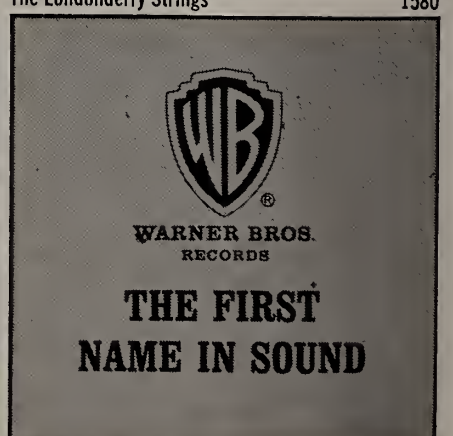 The Londonderry Strings 1580
WB
®
WARNER BROS.
RECORDS
THE FIRST
NAME IN SOUND